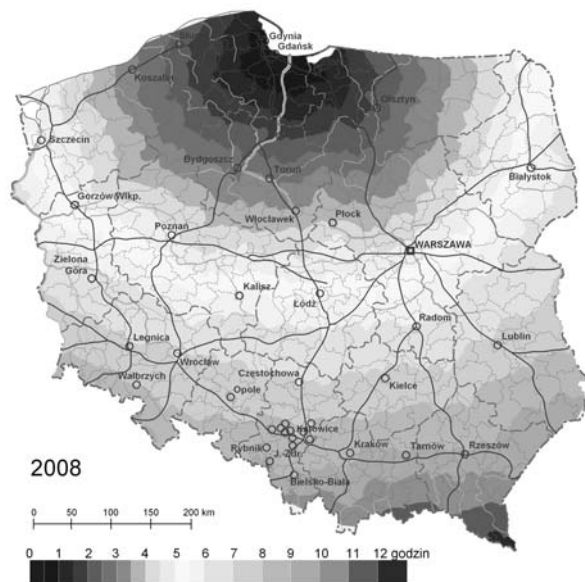 Gdynia
Gdańsk
Koszalin
Olsztyn
Szczecin
Bydgoszcz
Toruń
Białystok
Gorzów Wlkp.
Włocławek
Płock
Poznań
WARSZAWA
Zielona
Góra
Kalisz
Łódź
Radom
Legnica
Lublin
Wrocław
Wałbrzych
Częstochowa
Kielce
Opole
Katowice
Rybnik
J.-Zdr.
Kraków
Tarnów
Rzeszów
Bielsko-Biała
2008
0 50 100 150 200 km
0 1 2 3 4 5 6 7 8 9 10 11 12 godzin